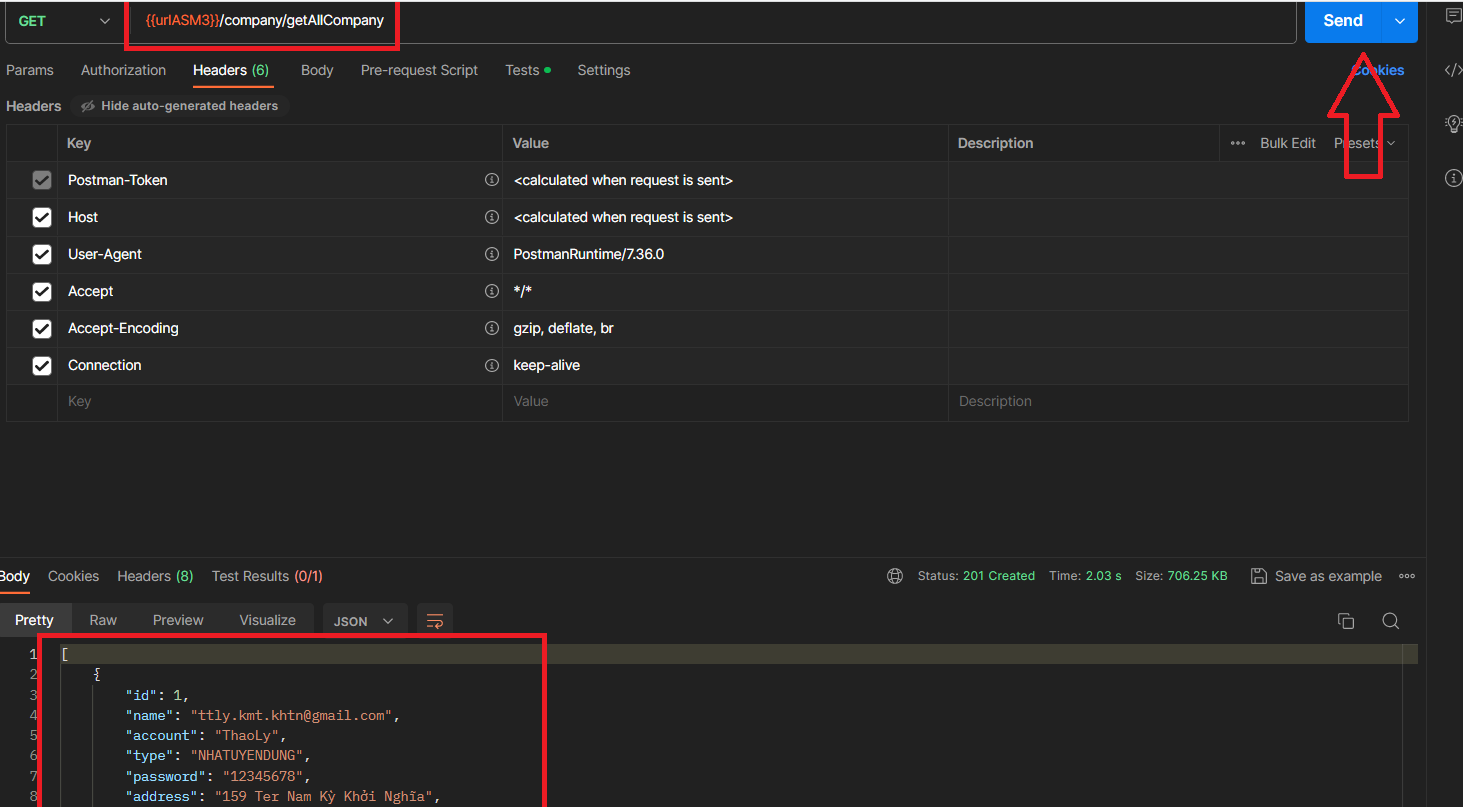 GET {{urlASM3}}/company/getAllCompany Send
Params Authorization Headers (6) Body Pre-request Script Tests Settings Cookies
Headers Hide auto-generated headers
Key Value Description Bulk Edit Presets
Postman-Token <calculated when request is sent>
Host <calculated when request is sent>
User-Agent PostmanRuntime/7.36.0
Accept */*
Accept-Encoding gzip, deflate, br
Connection keep-alive
Key Value Description
Body Cookies Headers (8) Test Results (0/1) Status: 201 Created Time: 2.03 s Size: 706.25 KB Save as example
Pretty Raw Preview Visualize JSON
1 [
2 {
3 "id": 1,
4 "name": "ttly.kmt.khtn@gmail.com",
5 "account": "ThaoLy",
6 "type": "NHATUYENDUNG",
7 "password": "12345678",
8 "address": "159 Ter Nam Kỳ Khởi Nghĩa",